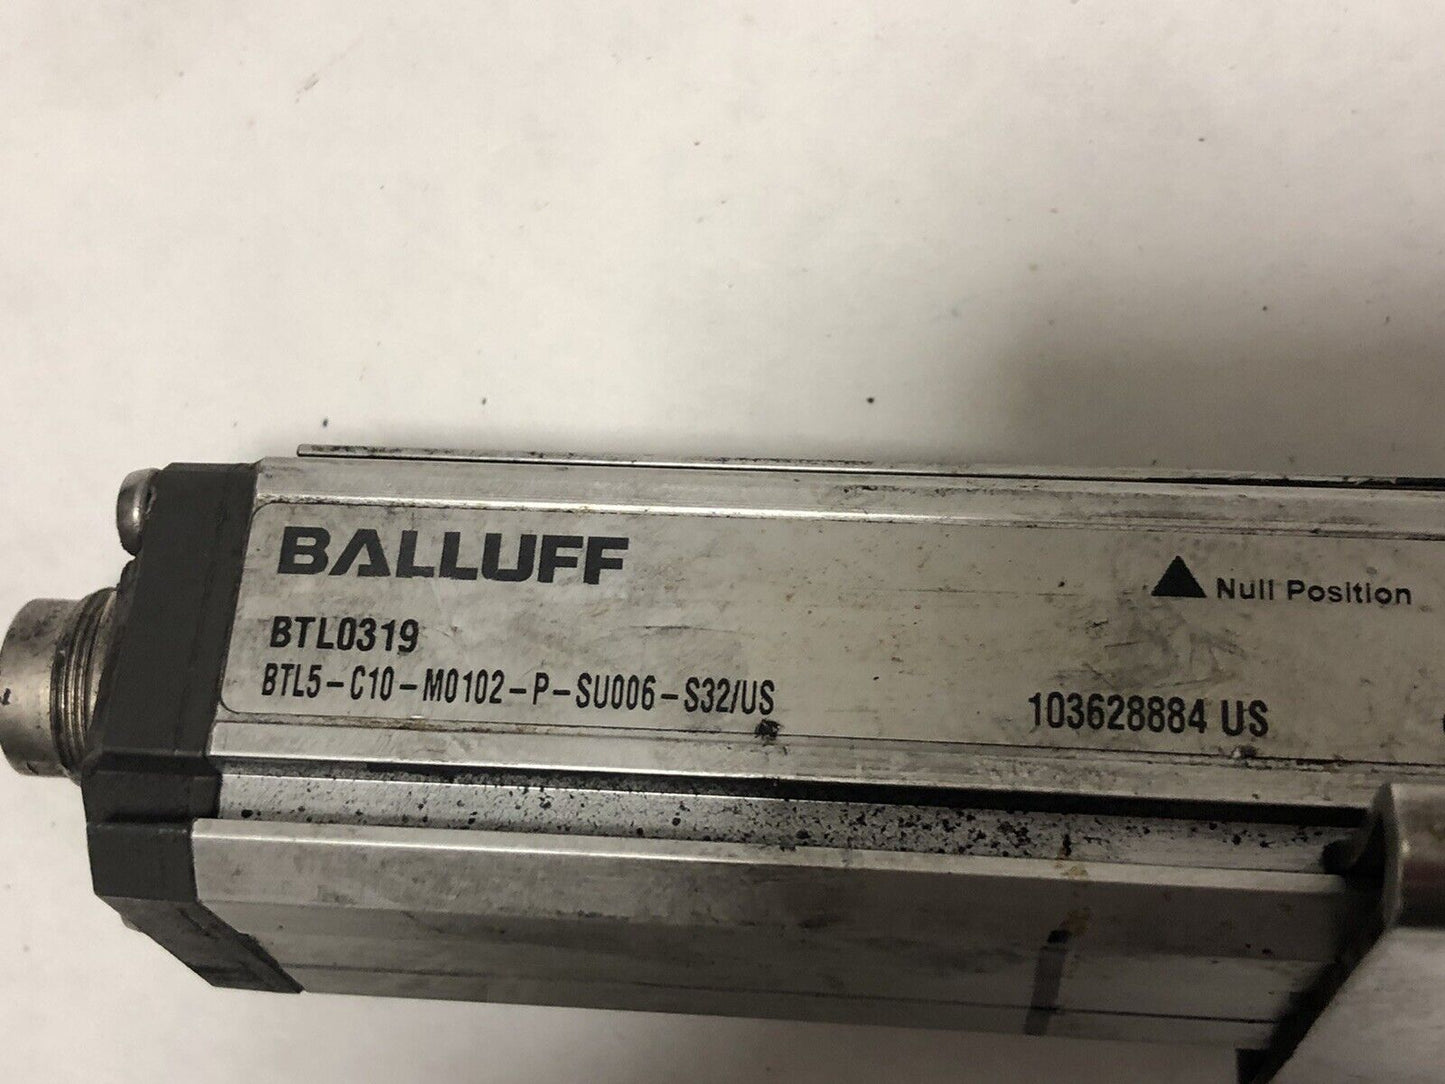 BALLUFF
Null Position
BTL0319
BTL5-C10-M0102-P-SU006-S32/US
103628884 US